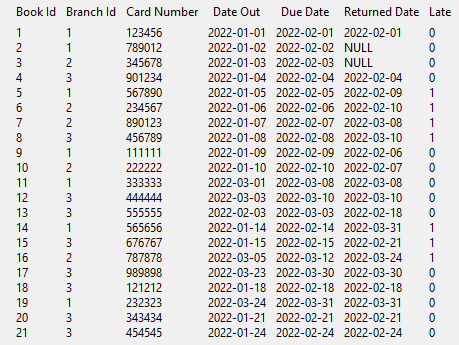 Book Id Branch Id Card Number Date Out Due Date Returned Date Late
1 1 123456 2022-01-01 2022-02-01 2022-02-01 0
2 1 789012 2022-01-02 2022-02-02 NULL 0
3 2 345678 2022-01-03 2022-02-03 NULL 0
4 3 901234 2022-01-04 2022-02-04 2022-02-04 0
5 1 567890 2022-01-05 2022-02-05 2022-02-09 1
6 2 234567 2022-01-06 2022-02-06 2022-02-10 1
7 2 890123 2022-01-07 2022-02-07 2022-03-08 1
8 3 456789 2022-01-08 2022-02-08 2022-03-10 1
9 1 111111 2022-01-09 2022-02-09 2022-02-06 0
10 2 222222 2022-01-10 2022-02-10 2022-02-07 0
11 1 333333 2022-03-01 2022-03-08 2022-03-08 0
12 3 444444 2022-03-03 2022-03-10 2022-03-10 0
13 3 555555 2022-02-03 2022-03-03 2022-02-18 0
14 1 565656 2022-01-14 2022-02-14 2022-03-31 1
15 3 676767 2022-01-15 2022-02-15 2022-02-21 1
16 2 787878 2022-03-05 2022-03-12 2022-03-24 1
17 3 989898 2022-03-23 2022-03-30 2022-03-30 0
18 3 121212 2022-01-18 2022-02-18 2022-02-18 0
19 1 232323 2022-03-24 2022-03-31 2022-03-31 0
20 3 343434 2022-01-21 2022-02-21 2022-02-21 0
21 3 454545 2022-01-24 2022-02-24 2022-02-24 0